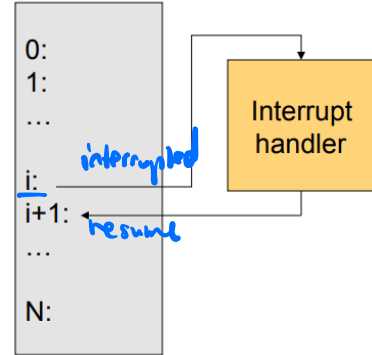 0:
1:
...
interrupted
i:
i+1:
resume
...
N:
Interrupt
handler